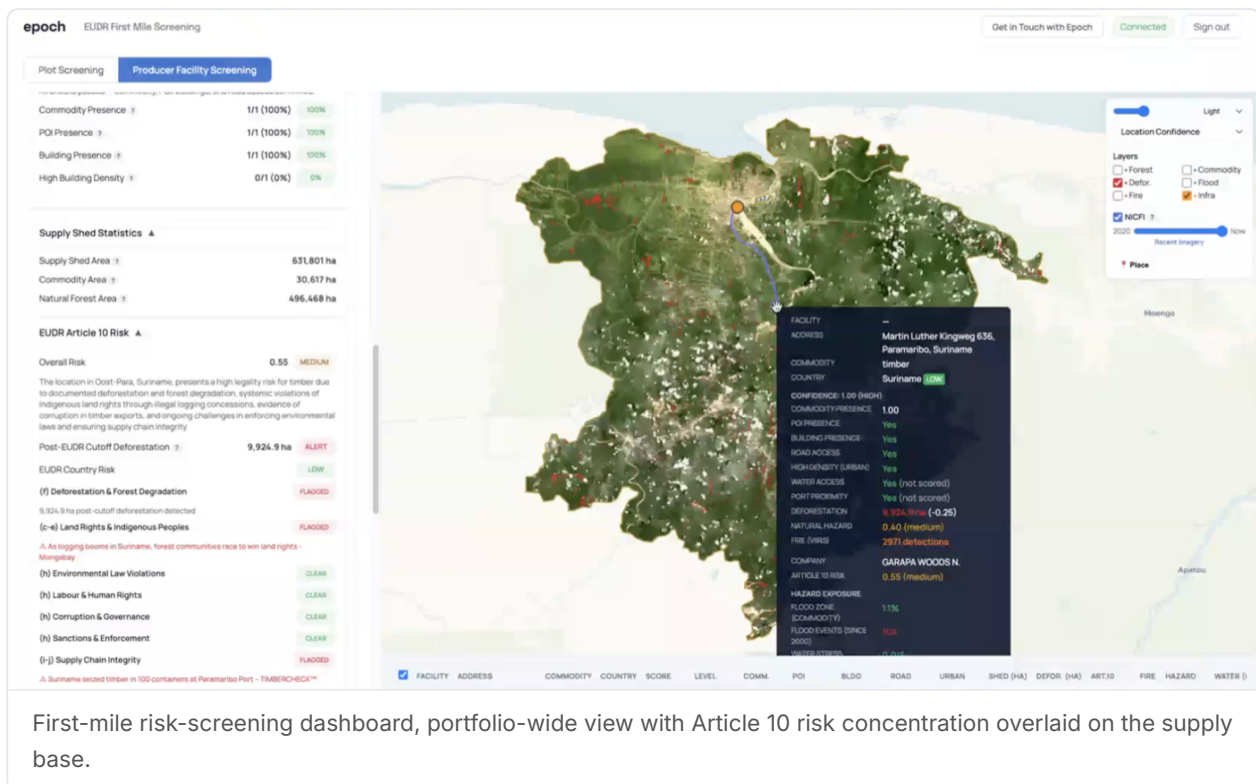 epoch EUDR First Mile Screening
Get in Touch with Epoch Connected Sign out
Plot Screening Producer Facility Screening
Commodity Presence ? 1/1 (100%) 100%
POI Presence ? 1/1 (100%) 100%
Building Presence ? 1/1 (100%) 100%
High Building Density ? 0/1 (0%) 0%
Supply Shed Statistics ▲
Supply Shed Area ? 631,801 ha
Commodity Area ? 30,617 ha
Natural Forest Area ? 496,468 ha
EUDR Article 10 Risk ▲
Overall Risk 0.55 MEDIUM
The location in Oost-Para, Suriname, presents a high legality risk for timber due
to documented deforestation and forest degradation, systemic violations of
Indigenous land rights through illegal logging concessions, evidence of
corruption in timber exports, and ongoing challenges in enforcing environmental
laws and ensuring supply chain integrity.
Post-EUDR Cutoff Deforestation ? 9,924.9 ha ALERT
EUDR Country Risk LOW
(f) Deforestation & Forest Degradation FLAGGED
9,924.9 ha post-cutoff deforestation detected
(c-e) Land Rights & Indigenous Peoples FLAGGED
⚠ As logging booms in Suriname, forest communities race to win land rights -
Mongabay
(h) Environmental Law Violations CLEAR
(h) Labour & Human Rights CLEAR
(h) Corruption & Governance CLEAR
(h) Sanctions & Enforcement CLEAR
(i-j) Supply Chain Integrity FLAGGED
⚠ Suriname seized timber in 100 containers at Paramaribo Port - TIMBERCHECK™
Light
Location Confidence
Layers
Forest Commodity
Defor. Flood
Fire Infra
NICFI ?
2020 Now
Recent Imagery
Place
Moengo
Apatou
FACILITY —
ADDRESS Martin Luther Kingweg 636,
Paramaribo, Suriname
COMMODITY timber
COUNTRY Suriname LOW
CONFIDENCE: 1.00 (HIGH)
COMMODITY PRESENCE 1.00
POI PRESENCE Yes
BUILDING PRESENCE Yes
ROAD ACCESS Yes
HIGH DENSITY (URBAN) Yes
WATER ACCESS Yes (not scored)
PORT PROXIMITY Yes (not scored)
DEFORESTATION 9,924.9 ha (-0.25)
NATURAL HAZARD 0.40 (medium)
FIRE (VIIRS) 2971 detections
COMPANY GARAPA WOODS N.
ARTICLE 10 RISK 0.55 (medium)
HAZARD EXPOSURE
FLOOD ZONE
(COMMODITY) 1.1%
FLOOD EVENTS (SINCE
2000)
WATER STRESS
FACILITY ADDRESS COMMODITY COUNTRY SCORE LEVEL COMM. POI BLDG ROAD URBAN SHED (HA) DEFOR. (HA) ART.10 FIRE HAZARD WATER (
First-mile risk-screening dashboard, portfolio-wide view with Article 10 risk concentration overlaid on the supply
base.